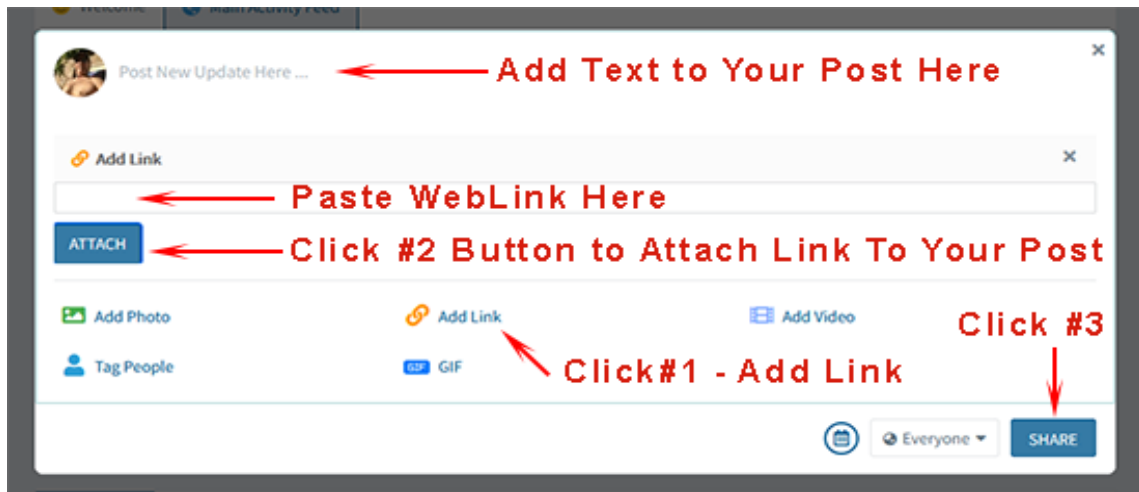 Welcome Main Activity Feed
Post New Update Here ... Add Text to Your Post Here
Add Link
Paste WebLink Here
ATTACH Click #2 Button to Attach Link To Your Post
Add Photo Add Link Add Video Click #3
Tag People GIF GIF Click#1 - Add Link
Everyone SHARE